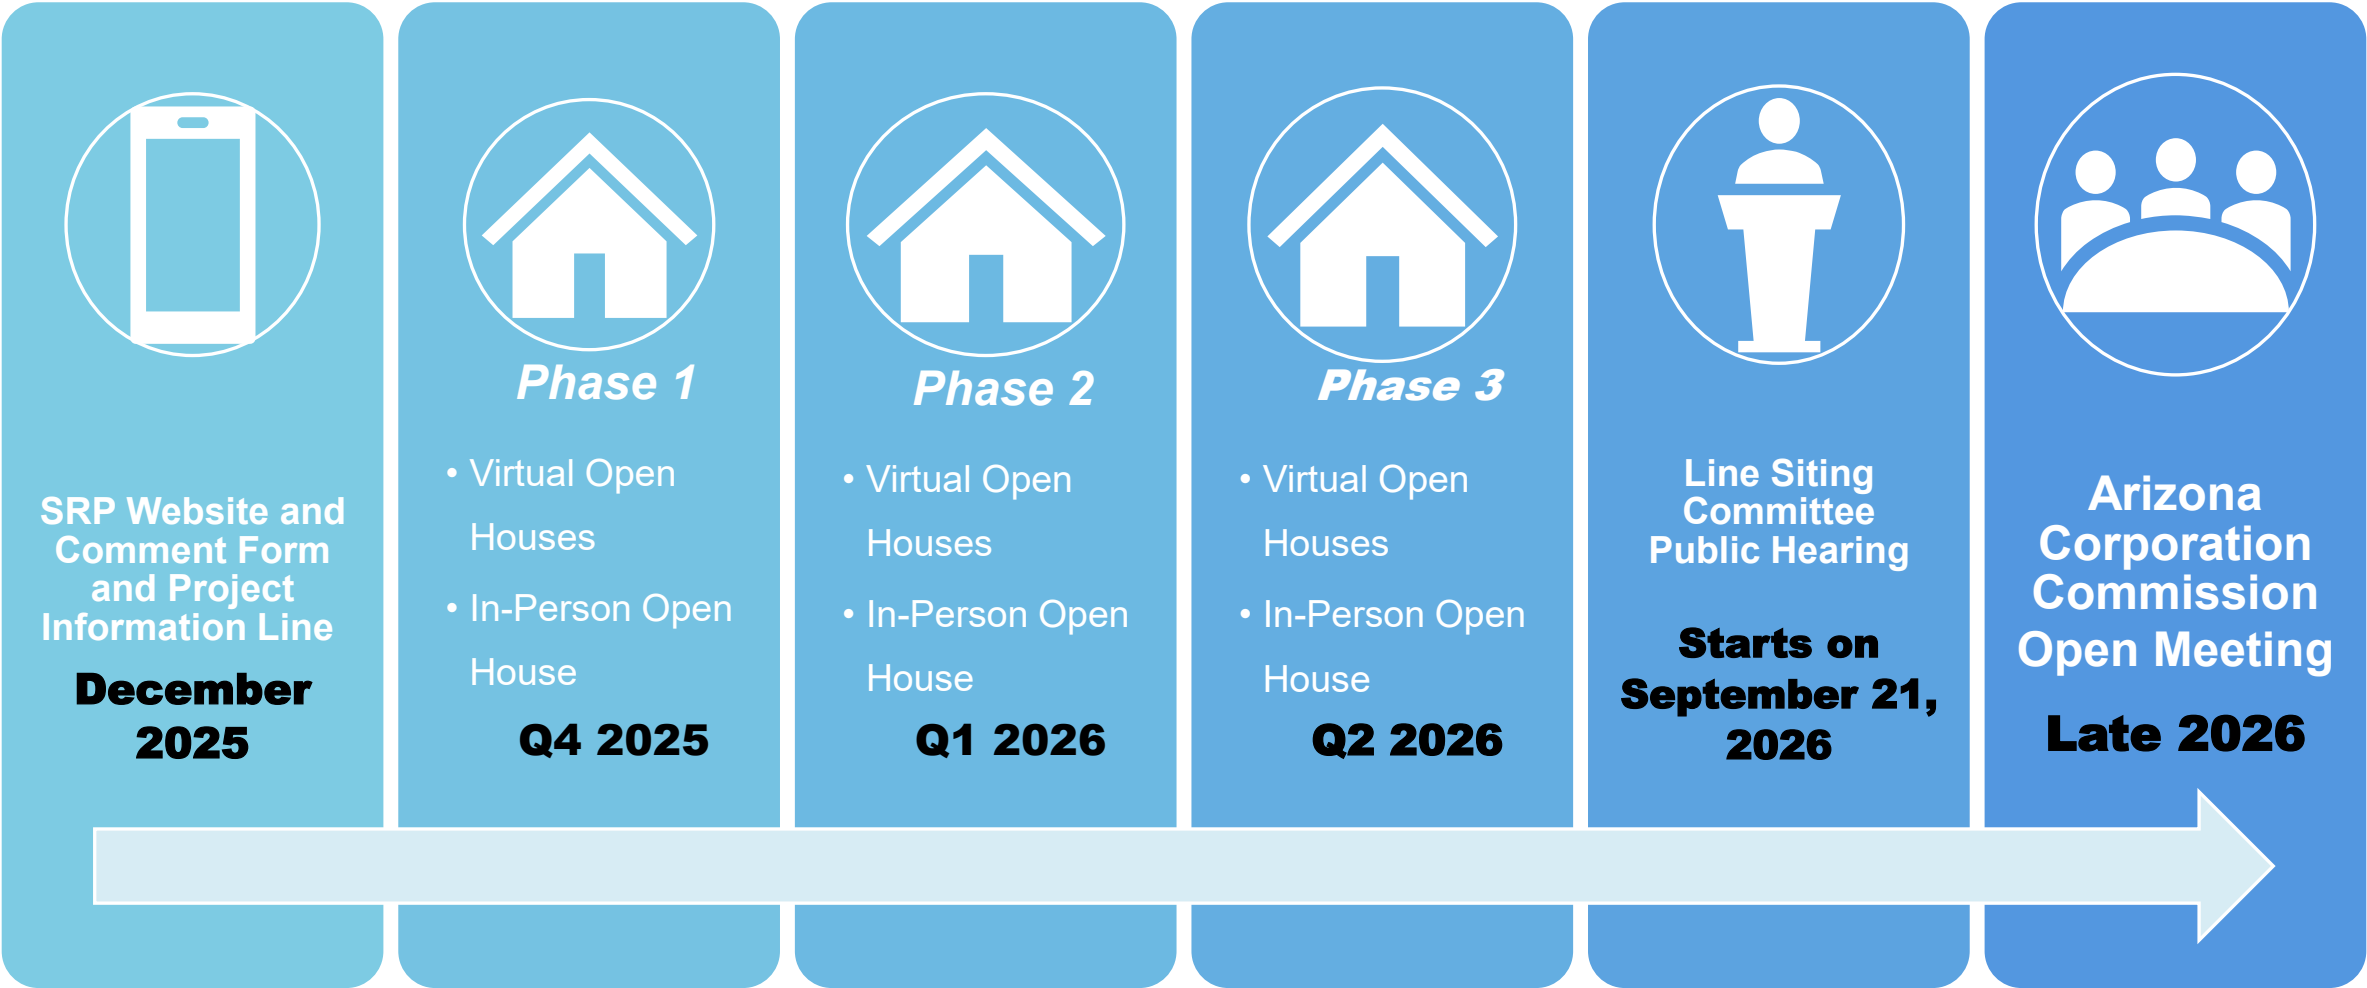 SRP Website and
Comment Form
and Project
Information Line
December
2025
Phase 1
• Virtual Open
Houses
• In-Person Open
House
Q4 2025
Phase 2
• Virtual Open
Houses
• In-Person Open
House
Q1 2026
Phase 3
• Virtual Open
Houses
• In-Person Open
House
Q2 2026
Line Siting
Committee
Public Hearing
Starts on
September 21,
2026
Arizona
Corporation
Commission
Open Meeting
Late 2026